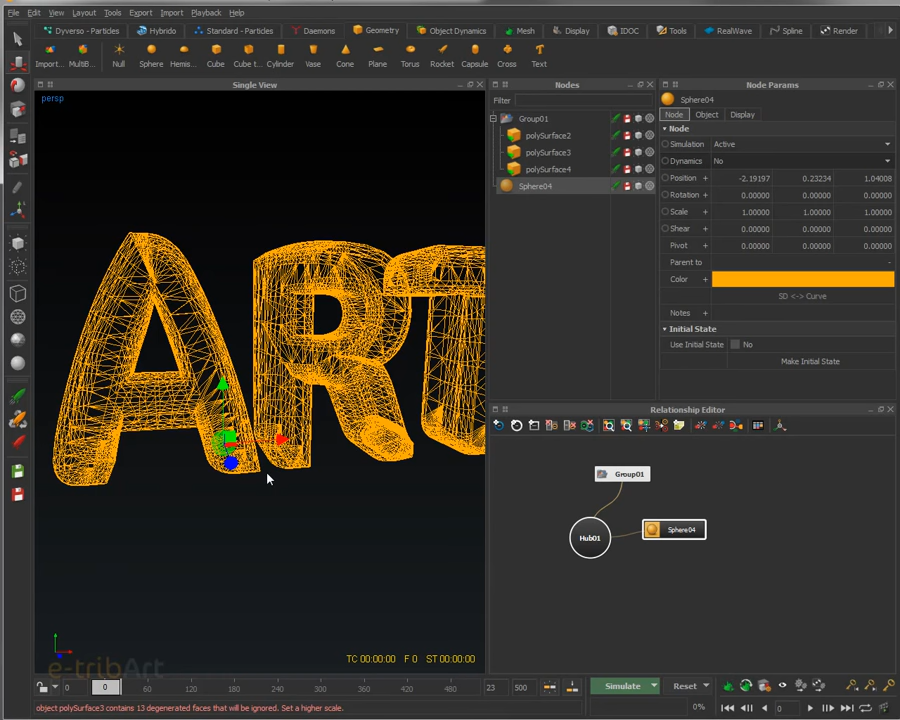 File Edit View Layout Tools Export Import Playback Help
Dyverso - Particles Hybrido Standard - Particles Daemons Geometry Object Dynamics Mesh Display IDOC Tools RealWave Spline Render
Import... MultiB... Null Sphere Hemis... Cube Cube t... Cylinder Vase Cone Plane Torus Rocket Capsule Cross Text
Single View
persp
ART
TC 00:00:00 F 0 ST 00:00:00
e-tribArt
Nodes
Filter
Group01
polySurface2
polySurface3
polySurface4
Sphere04
Node Params
Sphere04
Node Object Display
Node
Simulation Active
Dynamics No
Position + -2.19197 0.23234 1.04008
Rotation + 0.00000 0.00000 0.00000
Scale + 1.00000 1.00000 1.00000
Shear + 0.00000 0.00000 0.00000
Pivot + 0.00000 0.00000 0.00000
Parent to -
Color +
SD <-> Curve
Notes +
Initial State
Use Initial State No
Make Initial State
Relationship Editor
Group01
Hub01
Sphere04
0 0 60 120 180 240 300 360 420 480 23 500
Simulate Reset
object polySurface3 contains 13 degenerated faces that will be ignored. Set a higher scale.
0% 0